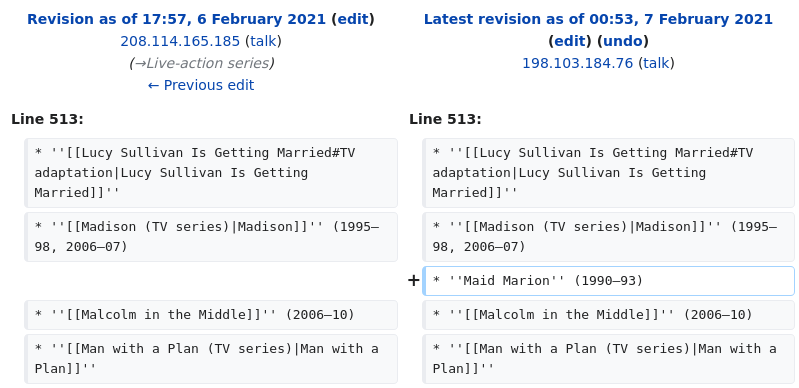 Revision as of 17:57, 6 February 2021 (edit)
208.114.165.185 (talk)
(→Live-action series)
← Previous edit
Latest revision as of 00:53, 7 February 2021
(edit) (undo)
198.103.184.76 (talk)
Line 513:
Line 513:
* ''[[Lucy Sullivan Is Getting Married#TV
adaptation|Lucy Sullivan Is Getting
Married]]''
* ''[[Lucy Sullivan Is Getting Married#TV
adaptation|Lucy Sullivan Is Getting
Married]]''
* ''[[Madison (TV series)|Madison]]'' (1995–
98, 2006–07)
* ''[[Madison (TV series)|Madison]]'' (1995–
98, 2006–07)
+ * ''Maid Marion'' (1990–93)
* ''[[Malcolm in the Middle]]'' (2006–10)
* ''[[Malcolm in the Middle]]'' (2006–10)
* ''[[Man with a Plan (TV series)|Man with a
Plan]]''
* ''[[Man with a Plan (TV series)|Man with a
Plan]]''